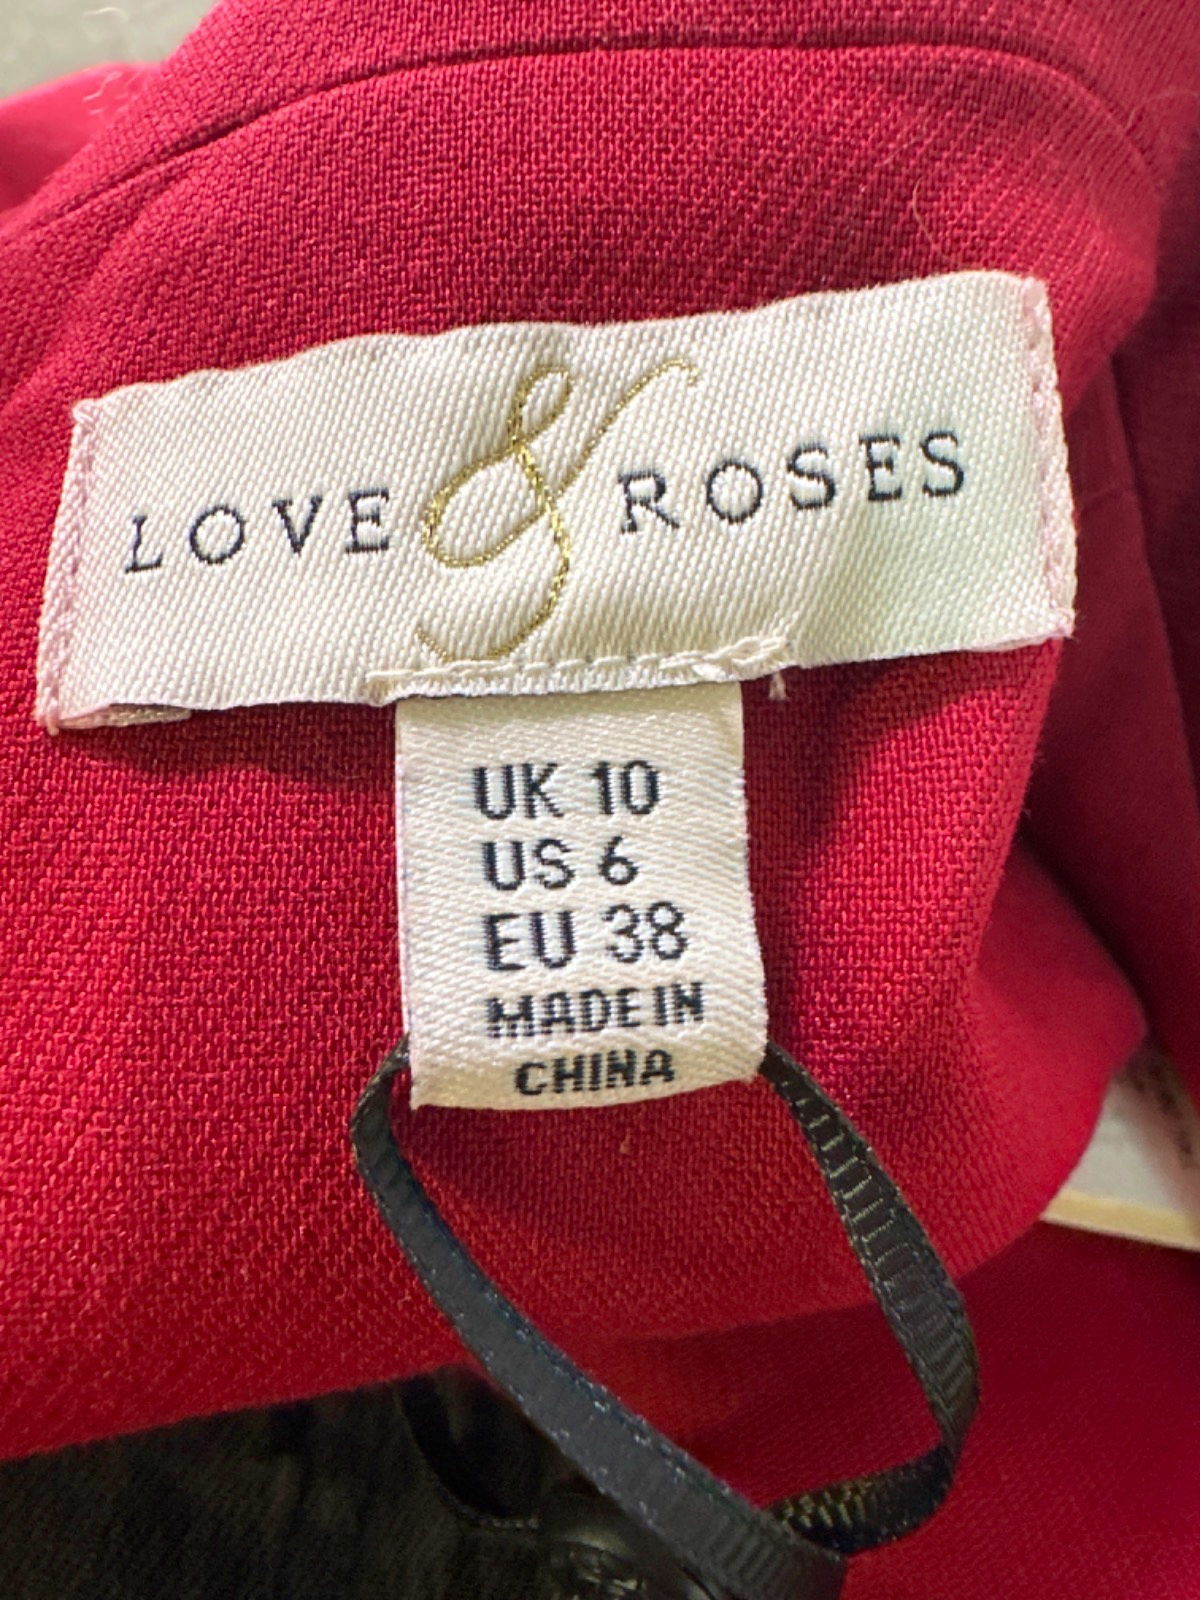 LOVE & ROSES
UK 10
US 6
EU 38
MADE IN
CHINA